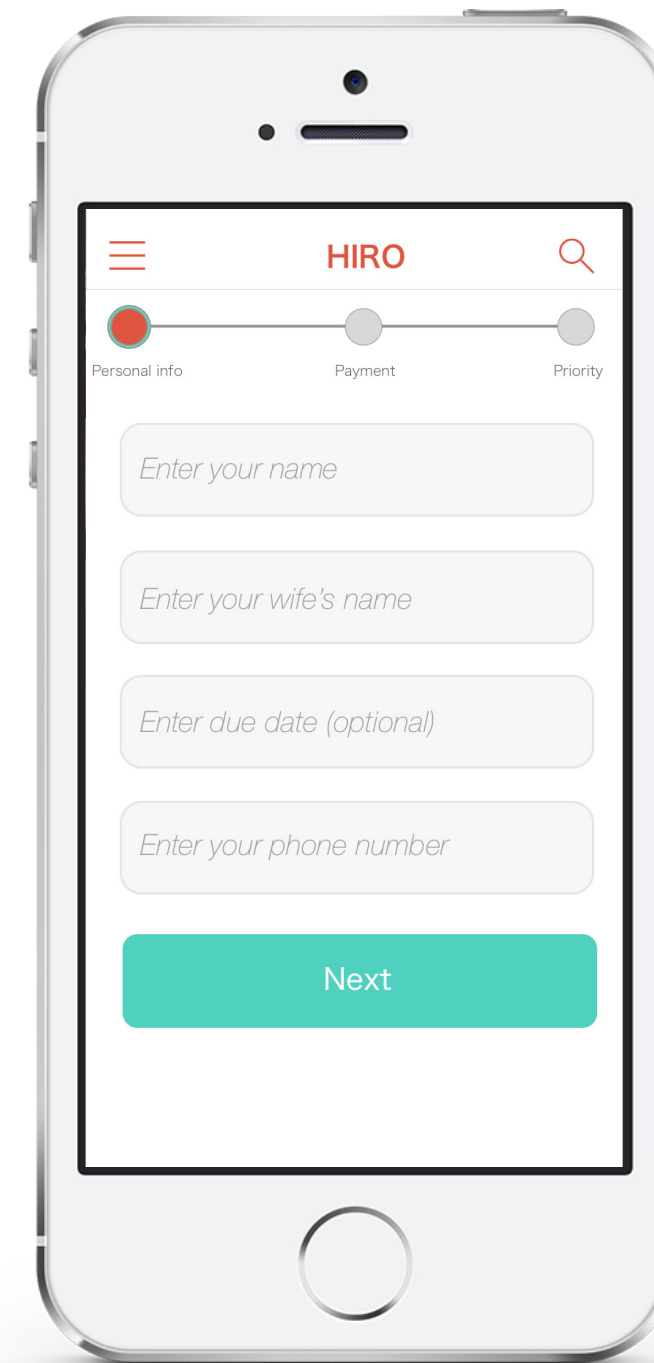 HIRO
Personal info Payment Priority
Enter your name
Enter your wife's name
Enter due date (optional)
Enter your phone number
Next